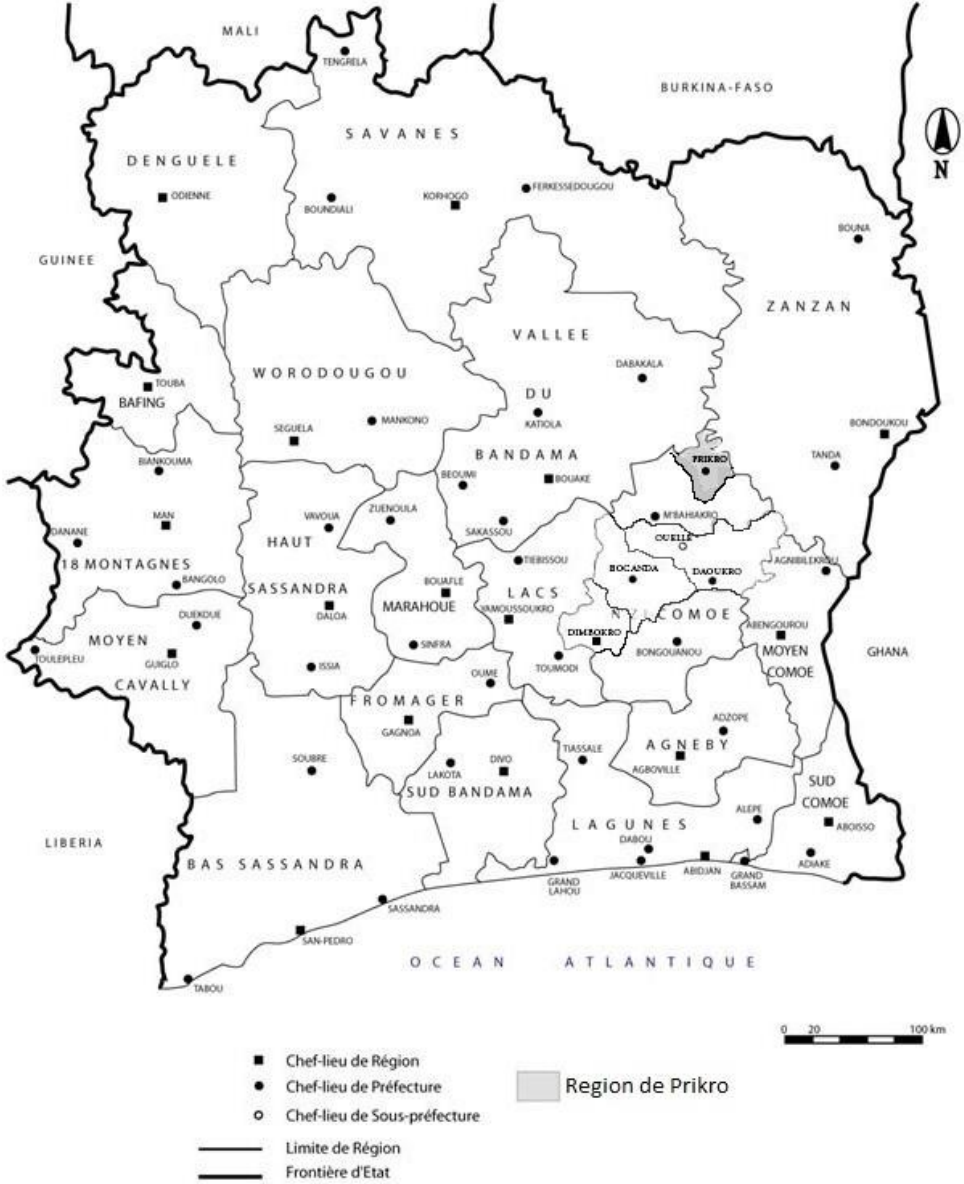 MALI
TENGRELA
BURKINA-FASO
SAVANES
DENGUELE
ODIENNE
BOUNDIALI
KORHOGO
FERKESSEDOUGOU
BOUNA
GUINEE
ZANZAN
VALLEE
DABAKALA
WORODOUGOU
TOUBA
BAFING
DU
KATIOLA
MANKONO
SEGUELA
BONDOUKOU
BANDAMA
TANDA
PRIKRO
BIANKOUMA
BEOUMI
BOUAKE
MAN
VAVOUA
ZUENOULA
M'BAHIAKRO
DANANE
HAUT
SAKASSOU
OUELLE
18 MONTAGNES
TIEBISSOU
BOCANDA
DAOUKRO
AGNIBILEKROU
BANGOLO
SASSANDRA
BOUAFLE
LACS
MARAHOUE
YAMOUSSOUKRO
DALOA
DUEKOUE
N'ZI COMOE
MOYEN
DIMBOKRO
ABENGOUROU
TOULEPLEU
GUIGLO
SINFRA
TOUMODI
BONGOUANOU
MOYEN
COMOE
GHANA
CAVALLY
ISSIA
OUME
FROMAGER
GAGNOA
ADZOPE
SOUBRE
LAKOTA
DIVO
TIASSALE
AGNEBY
AGBOVILLE
SUD
COMOE
SUD BANDAMA
LIBERIA
LAGUNES
ALEPE
ABOISSO
BAS SASSANDRA
DABOU
GRAND
LAHOU
JACQUEVILLE
ABIDJAN
GRAND
BASSAM
ADIAKE
SASSANDRA
SAN-PEDRO
OCEAN ATLANTIQUE
TABOU
N
0 20 100 km
Chef-lieu de Région
Chef-lieu de Préfecture
Chef-lieu de Sous-préfecture
Limite de Région
Frontière d'Etat
Region de Prikro